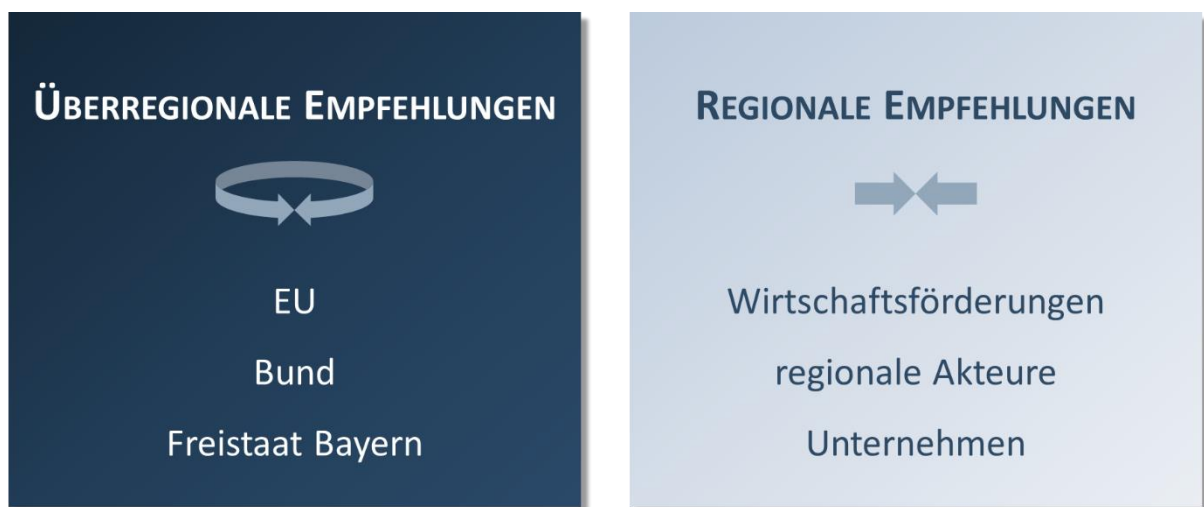 Überregionale Empfehlungen
EU
Bund
Freistaat Bayern
Regionale Empfehlungen
Wirtschaftsförderungen
regionale Akteure
Unternehmen